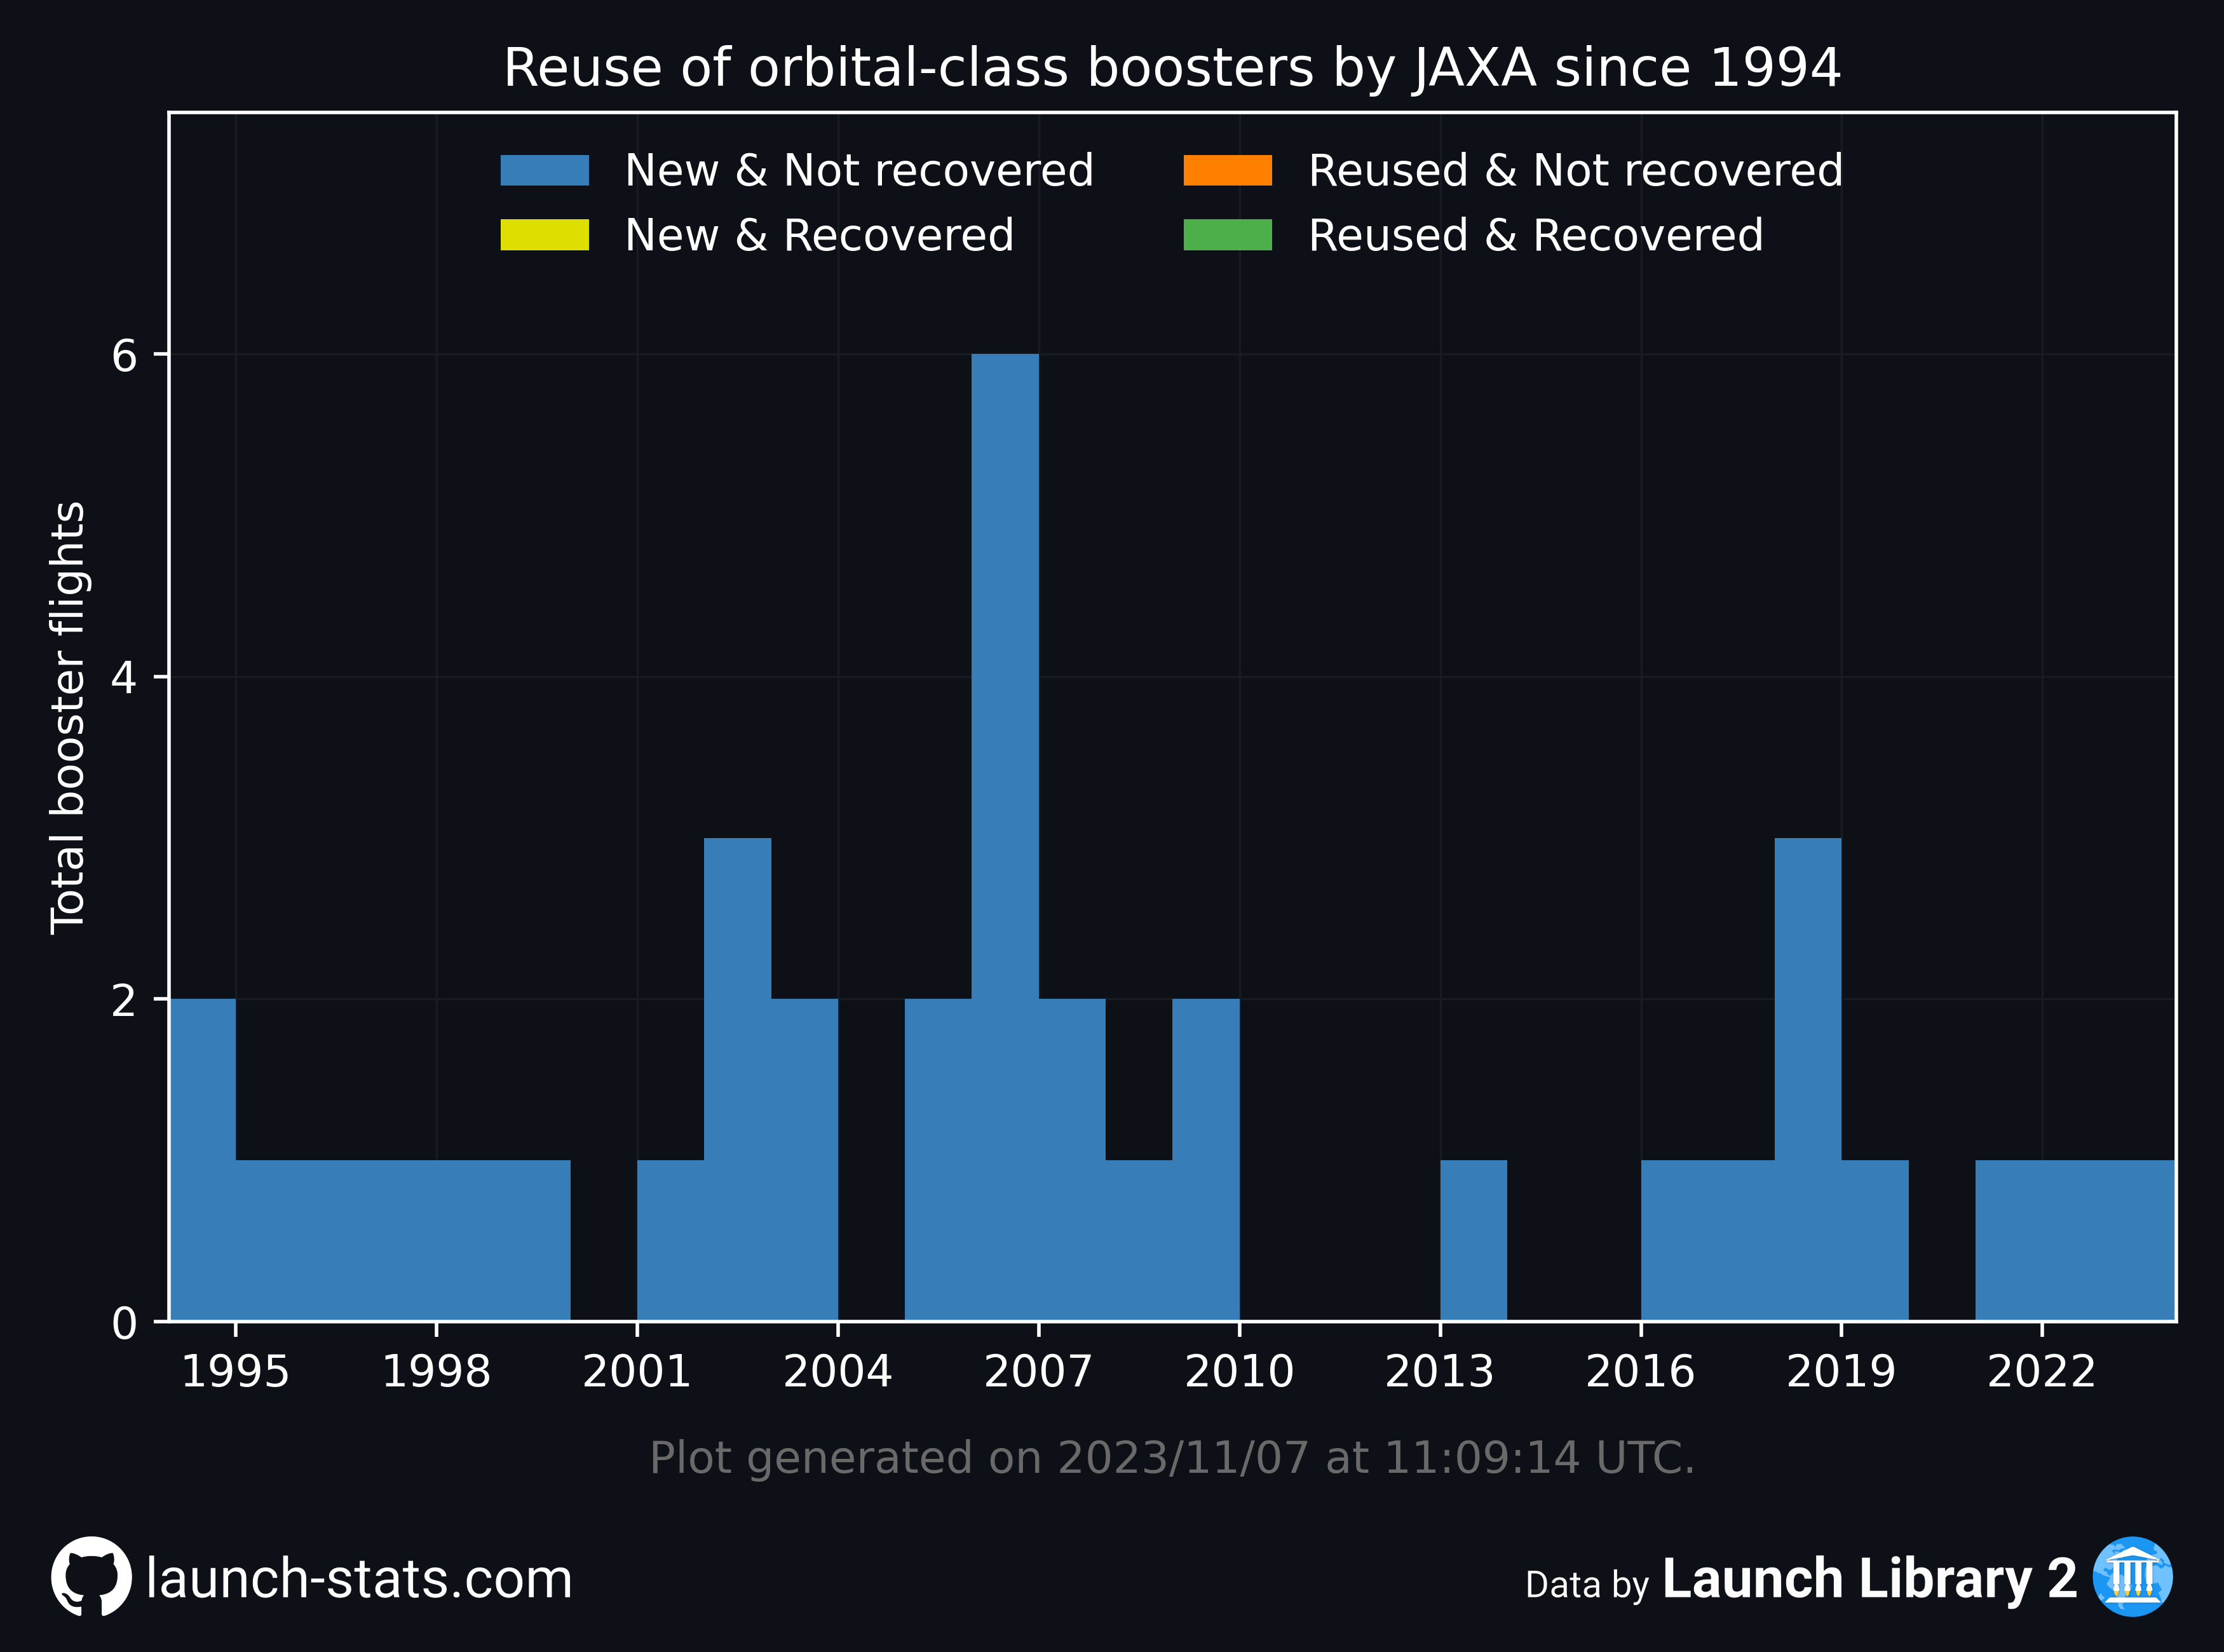 Reuse of orbital-class boosters by JAXA since 1994
New & Not recovered
New & Recovered
Reused & Not recovered
Reused & Recovered
Total booster flights
6
4
2
0
1995 1998 2001 2004 2007 2010 2013 2016 2019 2022
Plot generated on 2023/11/07 at 11:09:14 UTC.
launch-stats.com
Data by Launch Library 2